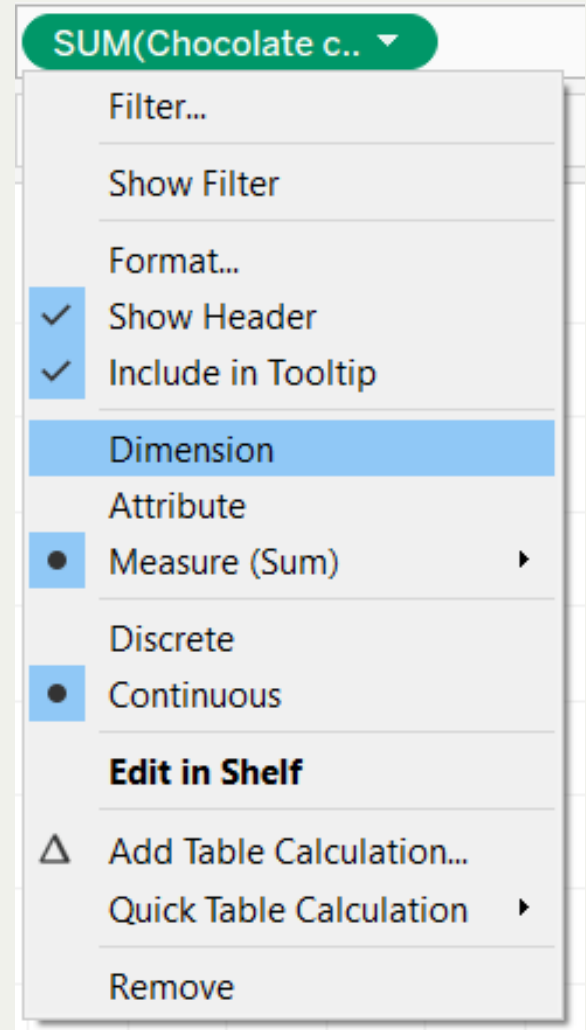 SUM(Chocolate c..
Filter...
Show Filter
Format...
Show Header
Include in Tooltip
Dimension
Attribute
Measure (Sum)
Discrete
Continuous
Edit in Shelf
Add Table Calculation...
Quick Table Calculation
Remove